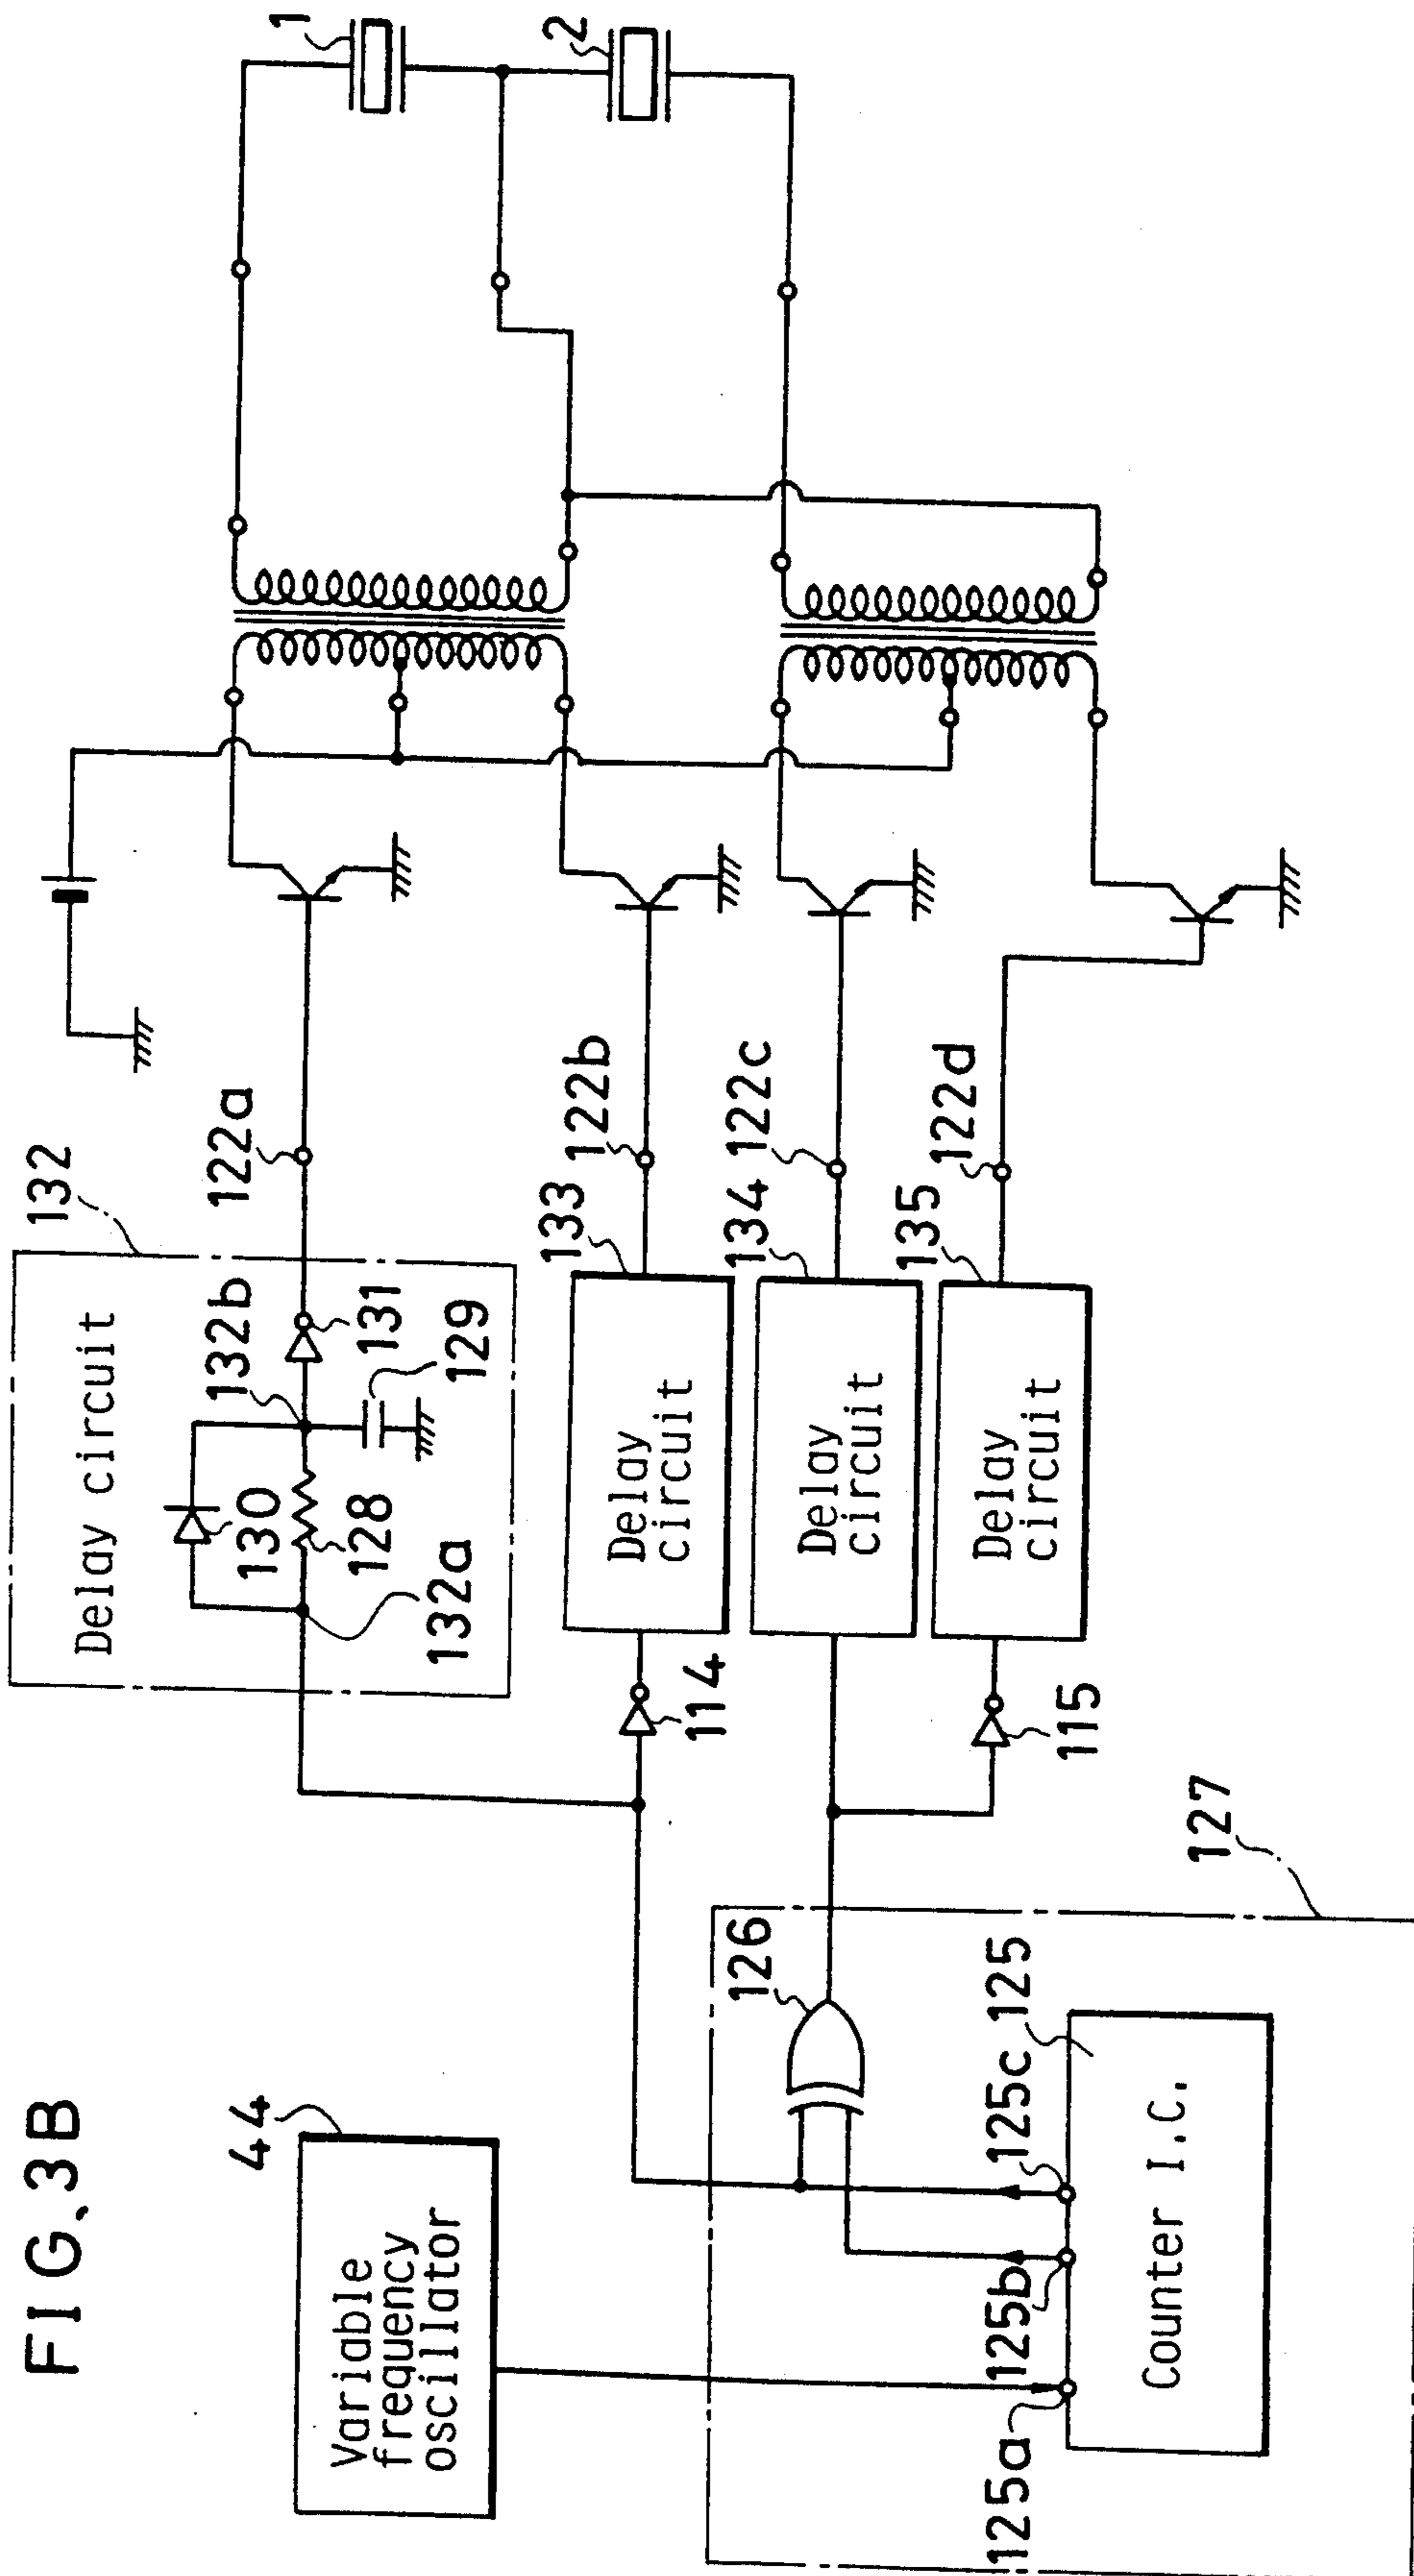 FIG. 3B
44
Variable
frequency
oscillator
127
126
125a
125b
125c
125
Counter I.C.
114
115
132
Delay circuit
132a
130
128
132b
131
129
122a
133
Delay
circuit
122b
134
Delay
circuit
122c
135
Delay
circuit
122d
1
2